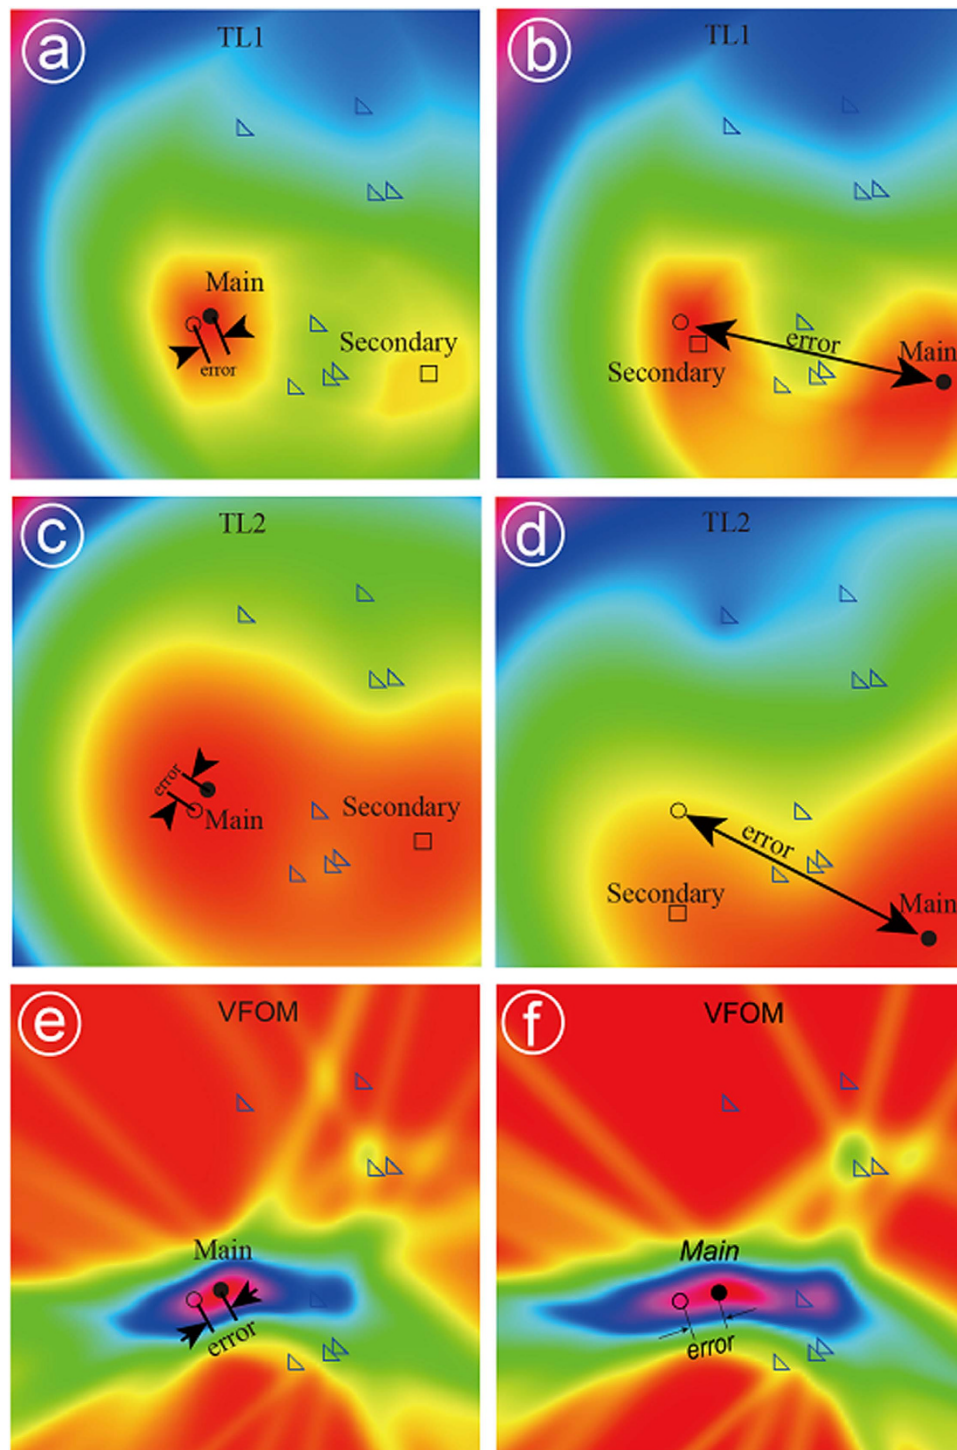 a
TL1
Main
error
Secondary
b
TL1
error
Main
Secondary
c
TL2
error
Main
Secondary
d
TL2
error
Secondary
Main
e
VFOM
Main
error
f
VFOM
Main
error